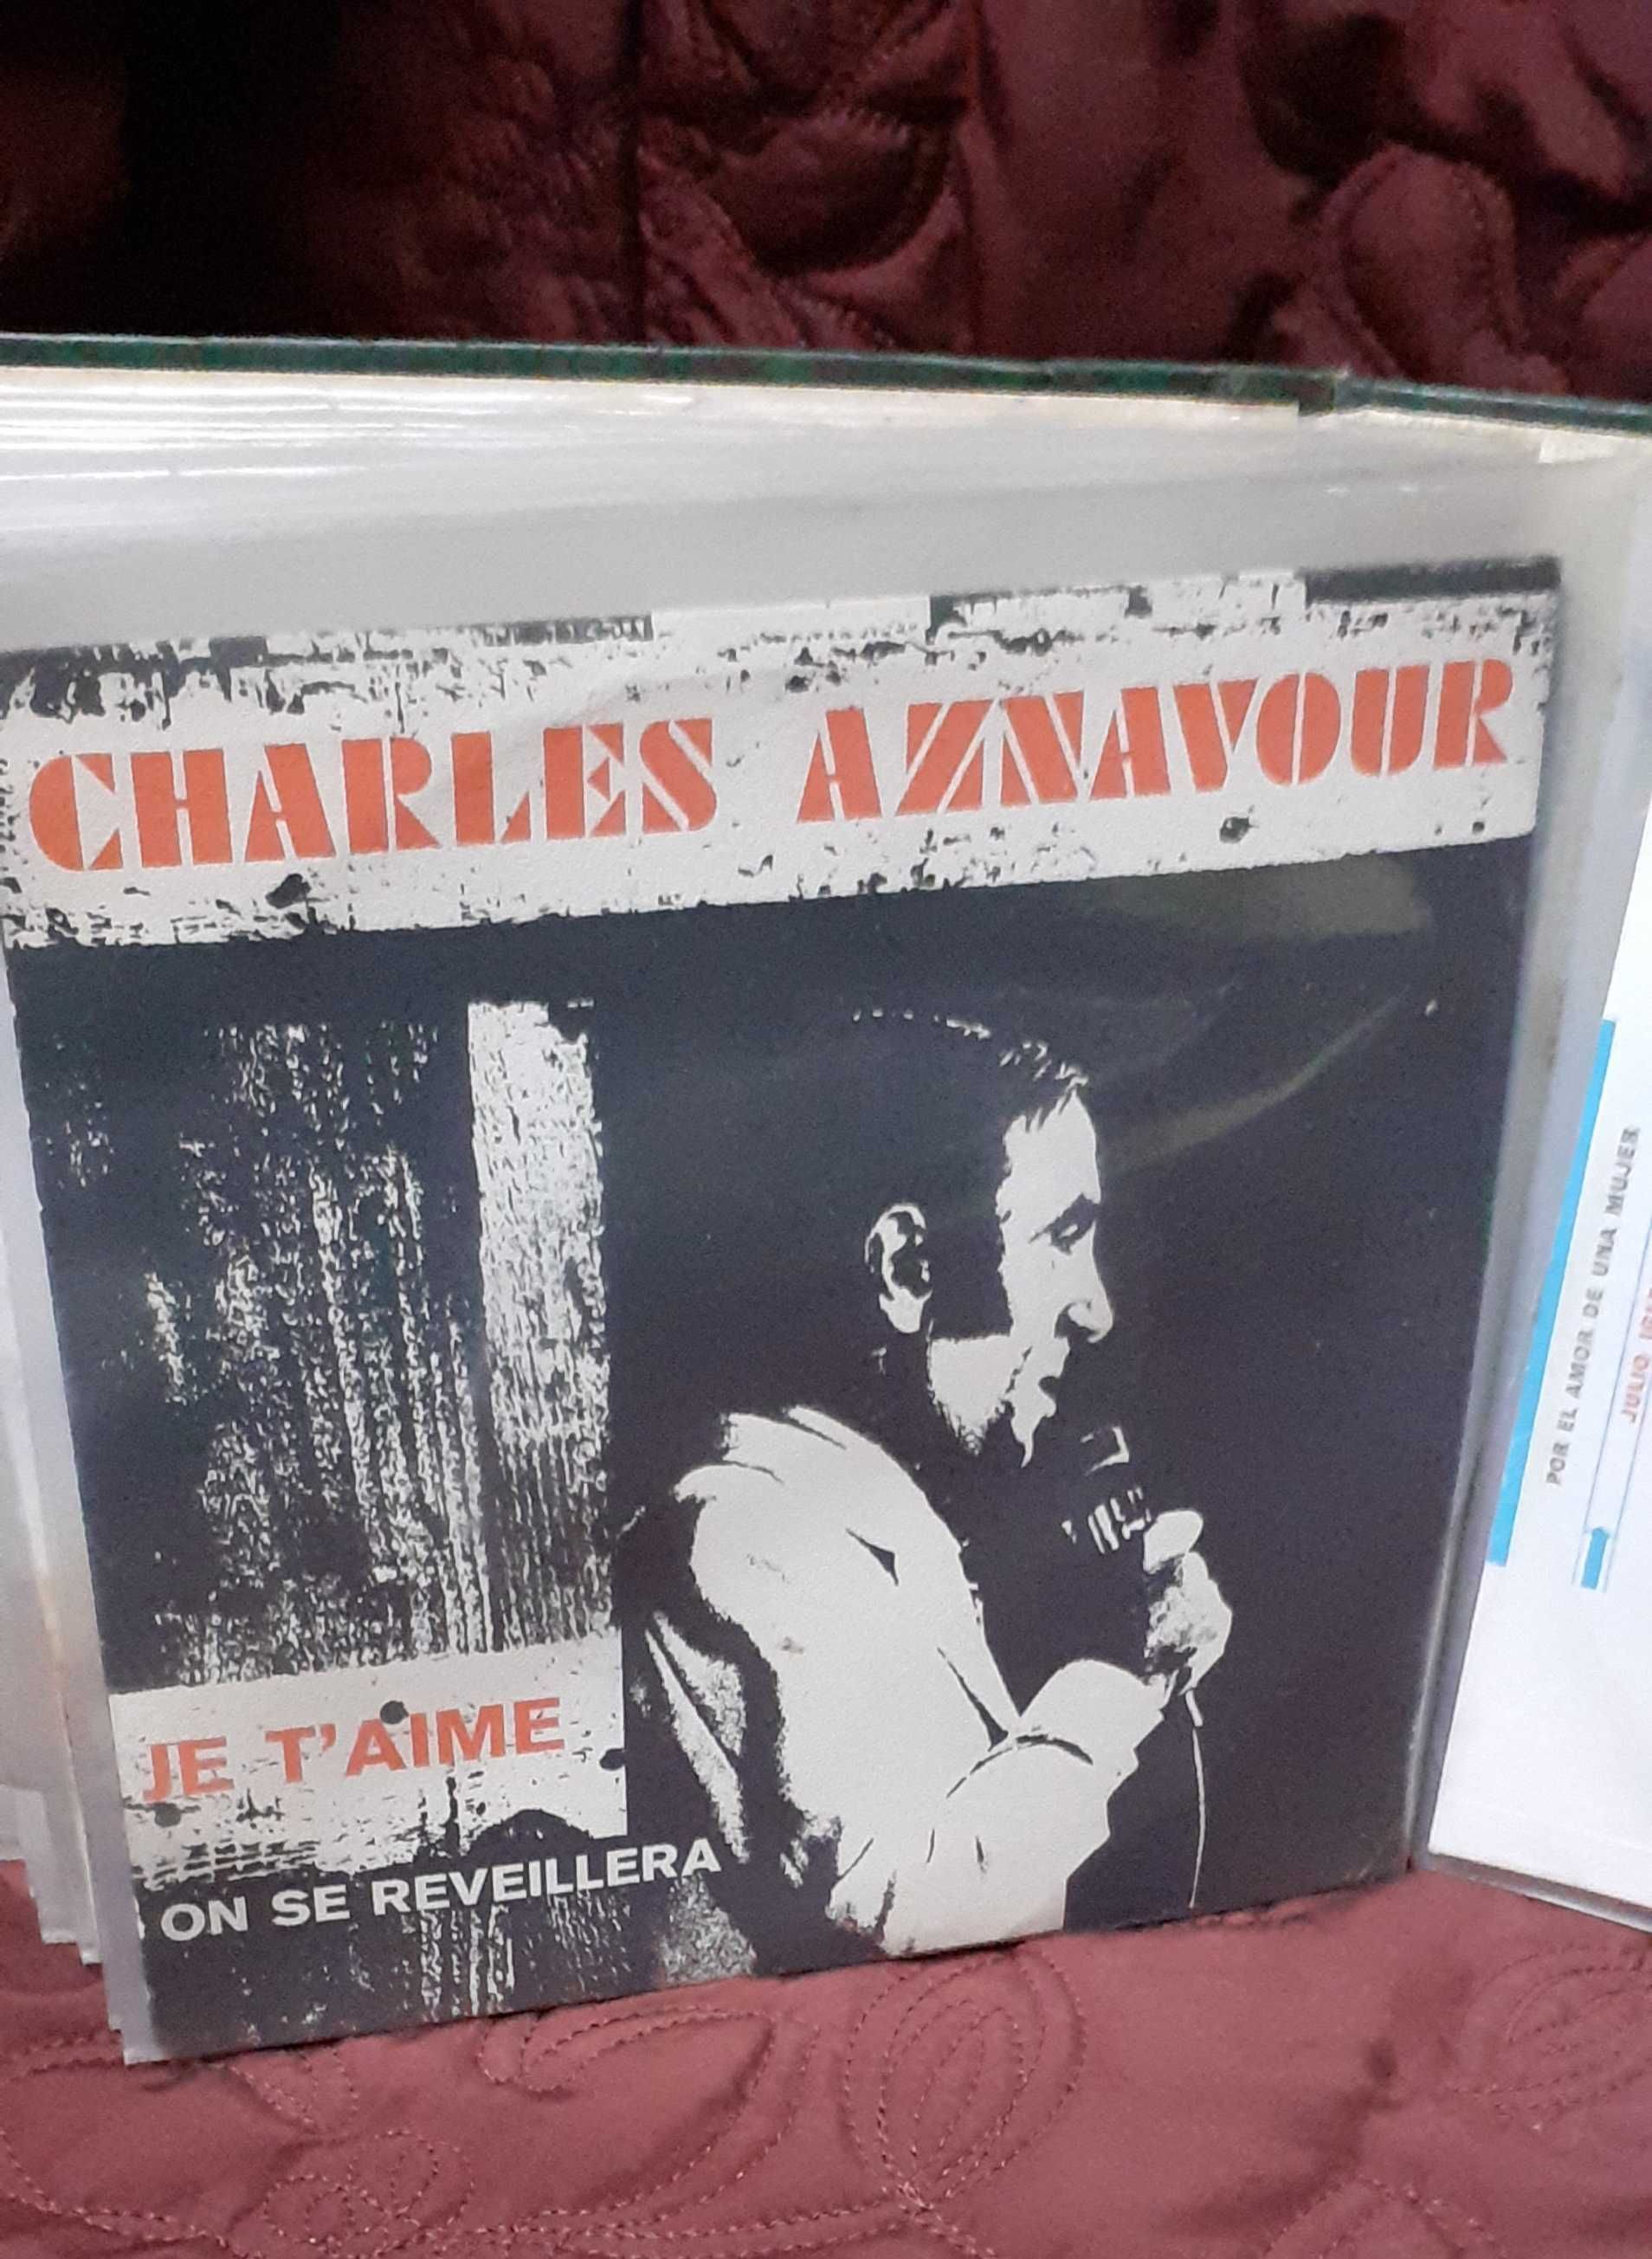 CHARLES AZNAVOUR
JE T'AIME
ON SE REVEILLERA
POR EL AMOR DE UNA MUJER
JULIO